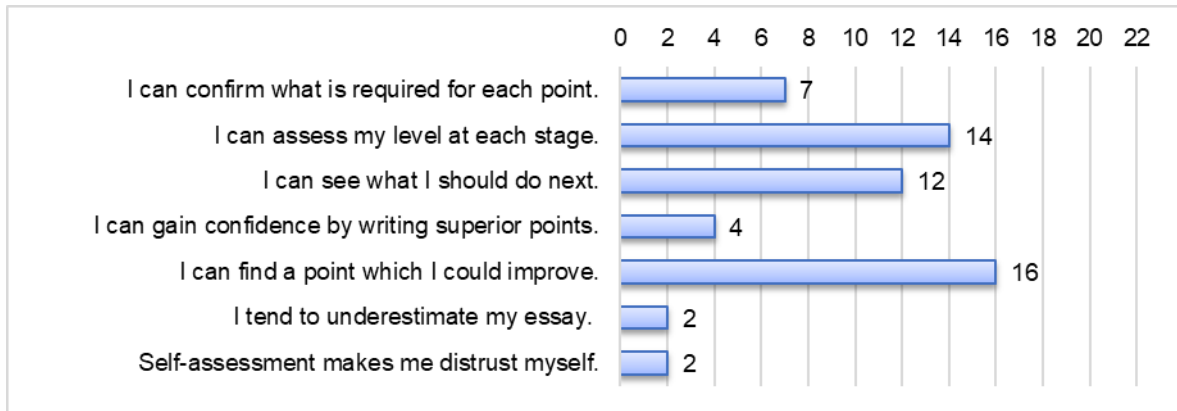 0 2 4 6 8 10 12 14 16 18 20 22
I can confirm what is required for each point. 7
I can assess my level at each stage. 14
I can see what I should do next. 12
I can gain confidence by writing superior points. 4
I can find a point which I could improve. 16
I tend to underestimate my essay. 2
Self-assessment makes me distrust myself. 2